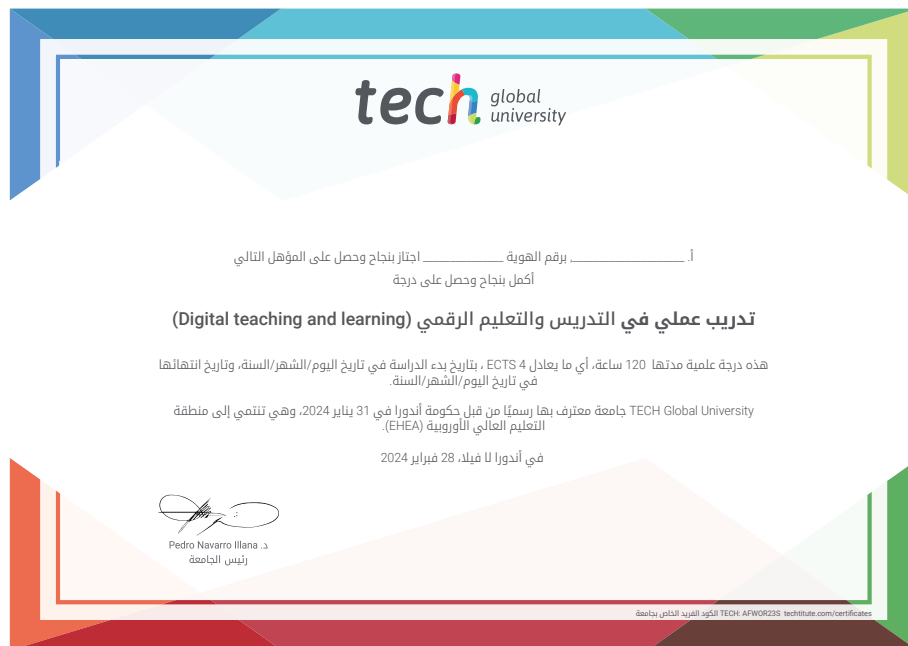 tech global
university
أ. ____________________, برقم الهوية ______________ اجتاز بنجاح وحصل على المؤهل التالي
أكمل بنجاح وحصل على درجة
تدريب عملي في التدريس والتعليم الرقمي (Digital teaching and learning)
هذه درجة علمية مدتها 120 ساعة، أي ما يعادل 4 ECTS ، بتاريخ بدء الدراسة في تاريخ اليوم/الشهر/السنة، وتاريخ انتهائها
في تاريخ اليوم/الشهر/السنة.
TECH Global University جامعة معترف بها رسميًا من قبل حكومة أندورا في 31 يناير 2024، وهي تنتمي إلى منطقة
التعليم العالي الأوروبية (EHEA).
في أندورا لا فيلا، 28 فبراير 2024
د. Pedro Navarro Illana
رئيس الجامعة
الكود الفريد الخاص بجامعة TECH: AFWOR23S techtitute.com/certificates